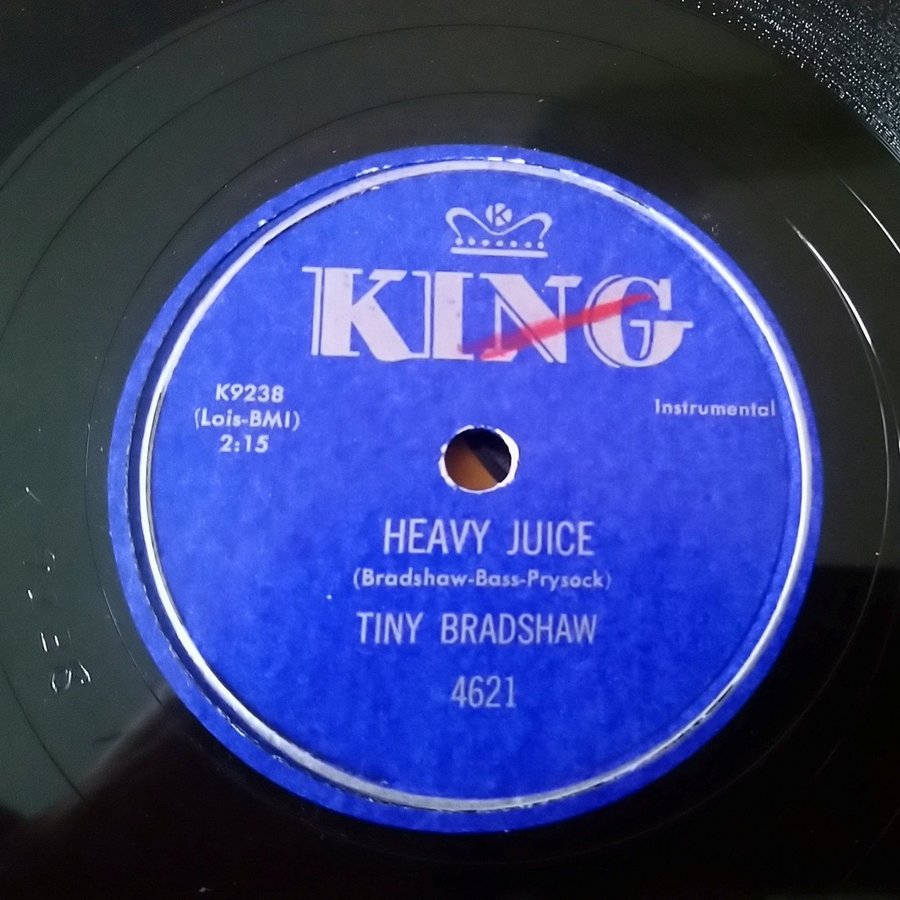 K
KING
K9238
(Lois-BMI)
2:15
Instrumental
HEAVY JUICE
(Bradshaw-Bass-Prysock)
TINY BRADSHAW
4621